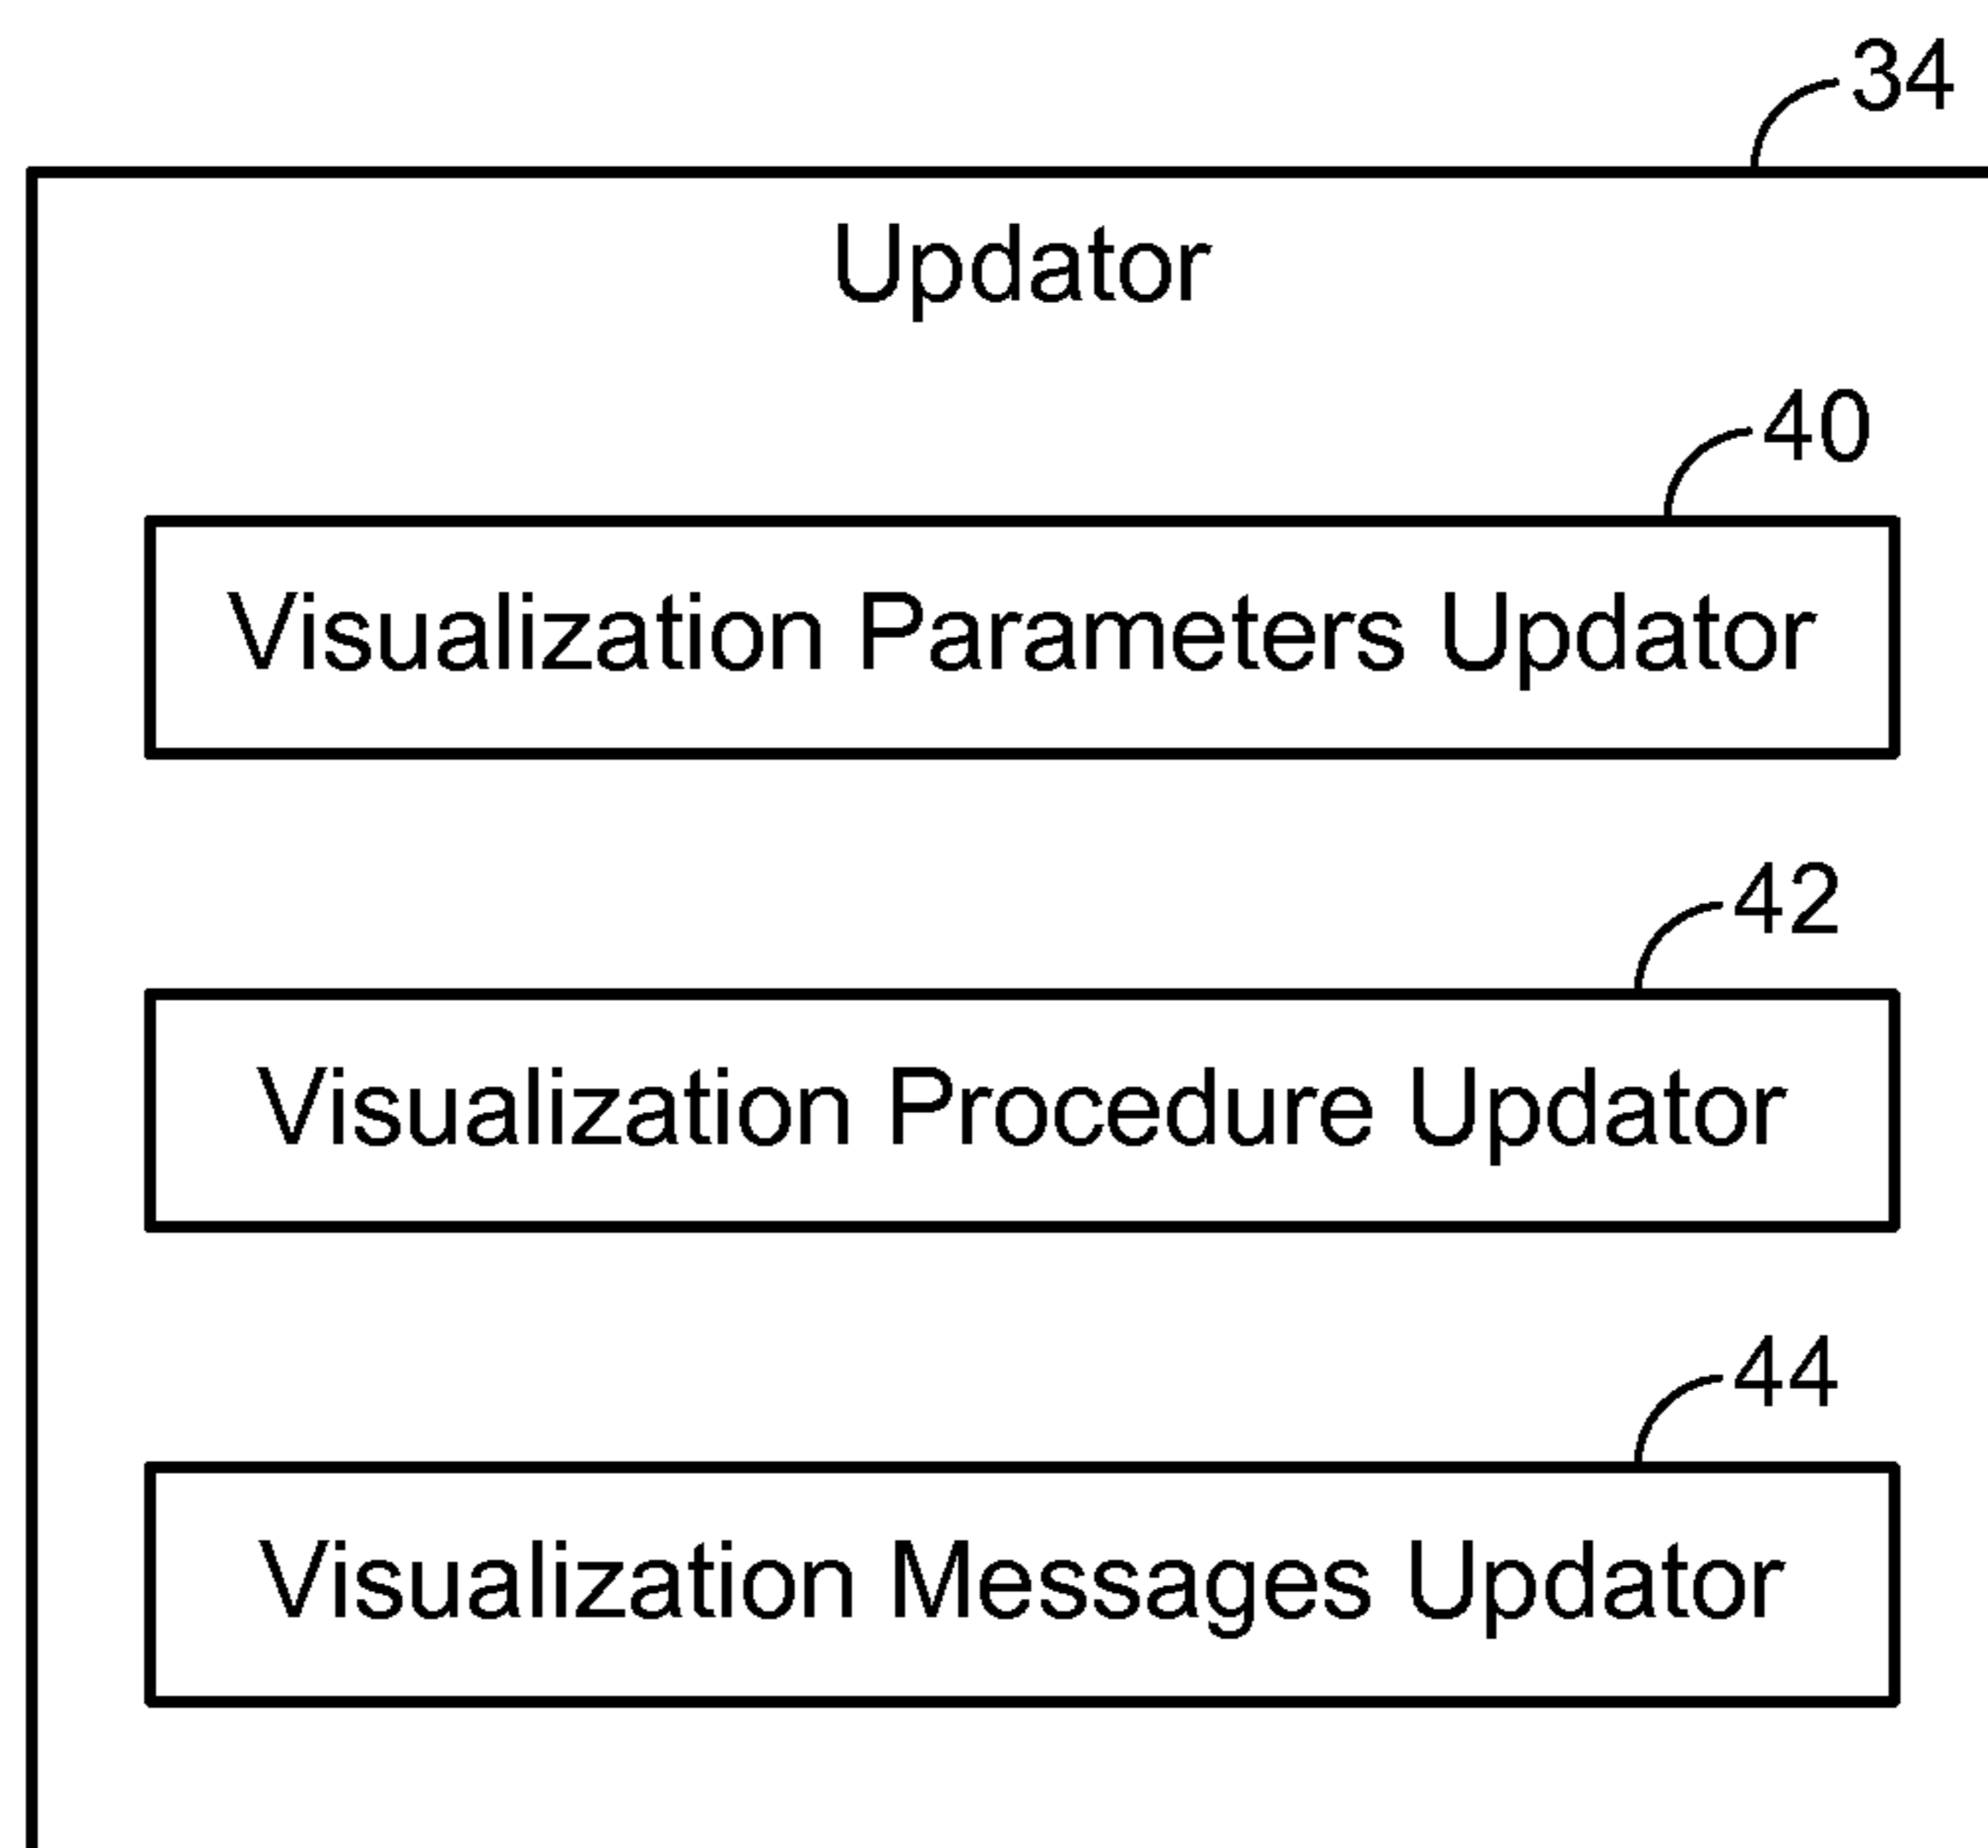 34
Updator
40
Visualization Parameters Updator
42
Visualization Procedure Updator
44
Visualization Messages Updator